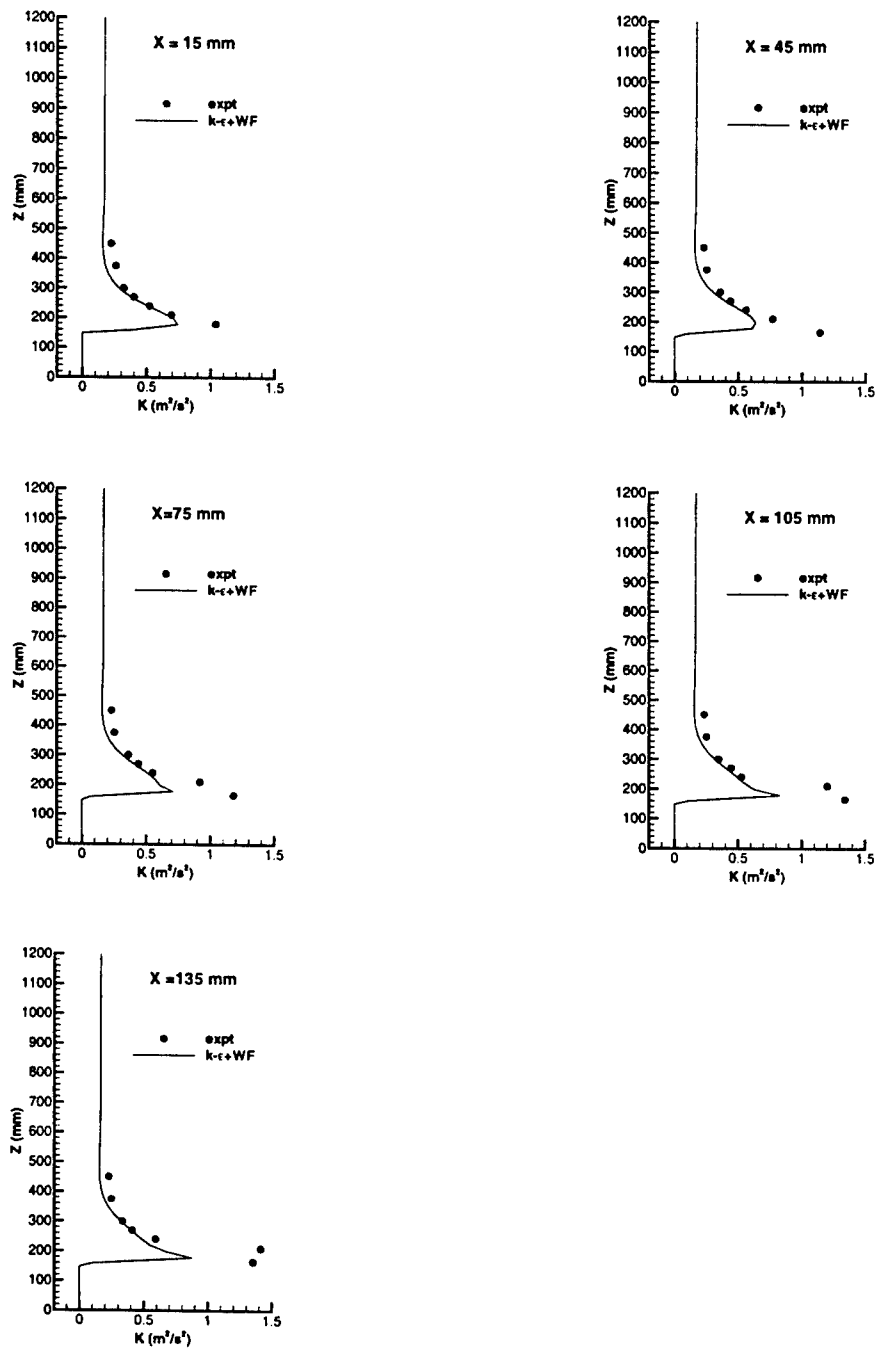 X = 15 mm
expt
k-ε+WF
Z (mm)
1200
1100
1000
900
800
700
600
500
400
300
200
100
0
0 0.5 1 1.5
K (m²/s²)
X = 45 mm
expt
k-ε+WF
Z (mm)
1200
1100
1000
900
800
700
600
500
400
300
200
100
0
0 0.5 1 1.5
K (m²/s²)
X=75 mm
expt
k-ε+WF
Z (mm)
1200
1100
1000
900
800
700
600
500
400
300
200
100
0
0 0.5 1 1.5
K (m²/s²)
X = 105 mm
expt
k-ε+WF
Z (mm)
1200
1100
1000
900
800
700
600
500
400
300
200
100
0
0 0.5 1 1.5
K (m²/s²)
X =135 mm
expt
k-ε+WF
Z (mm)
1200
1100
1000
900
800
700
600
500
400
300
200
100
0
0 0.5 1 1.5
K (m²/s²)